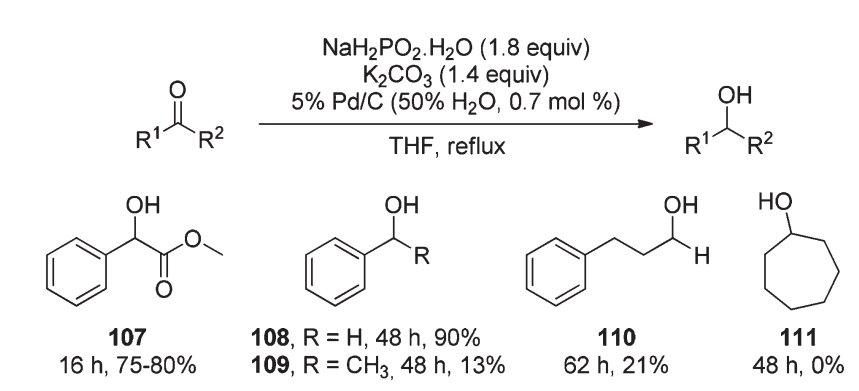 NaH2PO2.H2O (1.8 equiv)
K2CO3 (1.4 equiv)
5% Pd/C (50% H2O, 0.7 mol %)
THF, reflux
O
R1 R2
OH
R1 R2
OH
O
O
107
16 h, 75-80%
OH
R
108, R = H, 48 h, 90%
109, R = CH3, 48 h, 13%
OH
H
110
62 h, 21%
HO
111
48 h, 0%